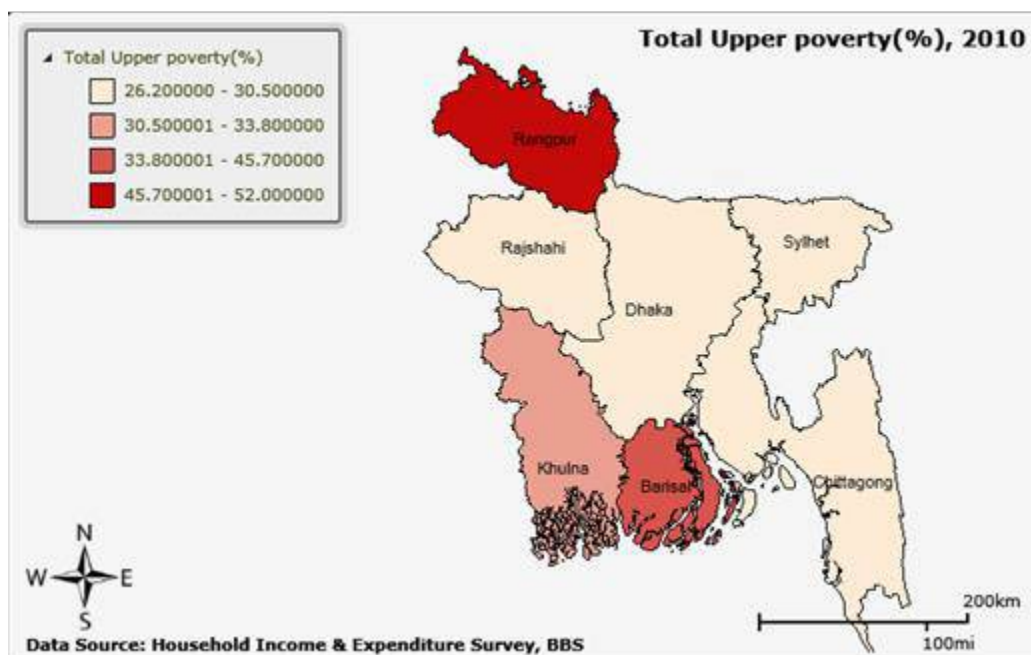 Total Upper poverty(%), 2010
Total Upper poverty(%)
26.200000 - 30.500000
30.500001 - 33.800000
33.800001 - 45.700000
45.700001 - 52.000000
Rangpur
Rajshahi
Sylhet
Dhaka
Khulna
Barisal
Chittagong
N
W
E
S
200km
100mi
Data Source: Household Income & Expenditure Survey, BBS